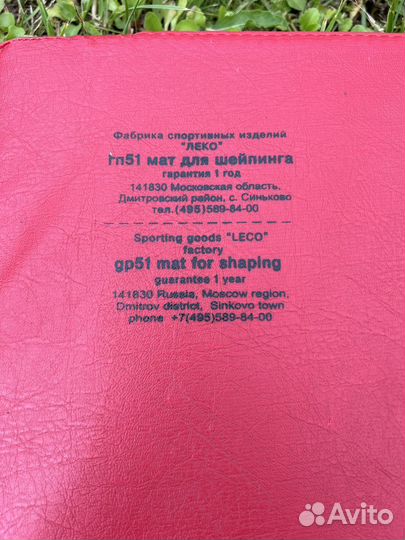 Фабрика спортивных изделий
"ЛЕКО"
гп51 мат для шейпинга
гарантия 1 год
141830 Московская область,
Дмитровский район, с. Синьково
тел.(495)589-84-00
Sporting goods "LECO"
factory
gp51 mat for shaping
guarantee 1 year
141830 Russia, Moscow region,
Dmitrov district, Sinkovo town
phone +7(495)589-84-00
Avito